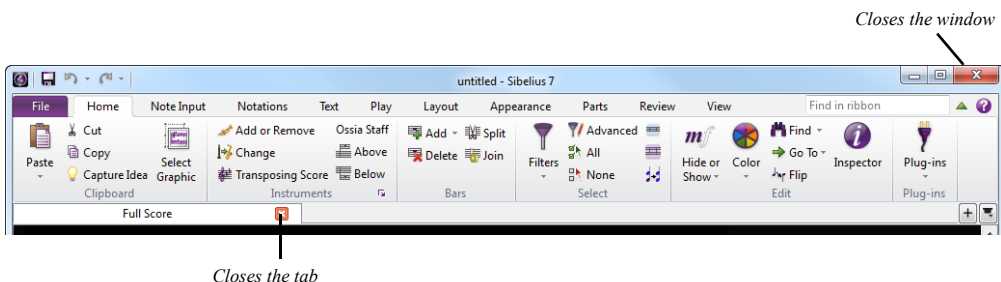 Closes the window
untitled - Sibelius 7
File Home Note Input Notations Text Play Layout Appearance Parts Review View Find in ribbon
Paste
Cut
Copy
Capture Idea
Select
Graphic
Clipboard
Add or Remove
Change
Transposing Score
Ossia Staff
Above
Below
Instruments
Add Split
Delete Join
Bars
Filters
Advanced
All
None
Select
mf
Hide or
Show
Color
Find
Go To
Flip
Inspector
Edit
Plug-ins
Plug-ins
Full Score
Closes the tab